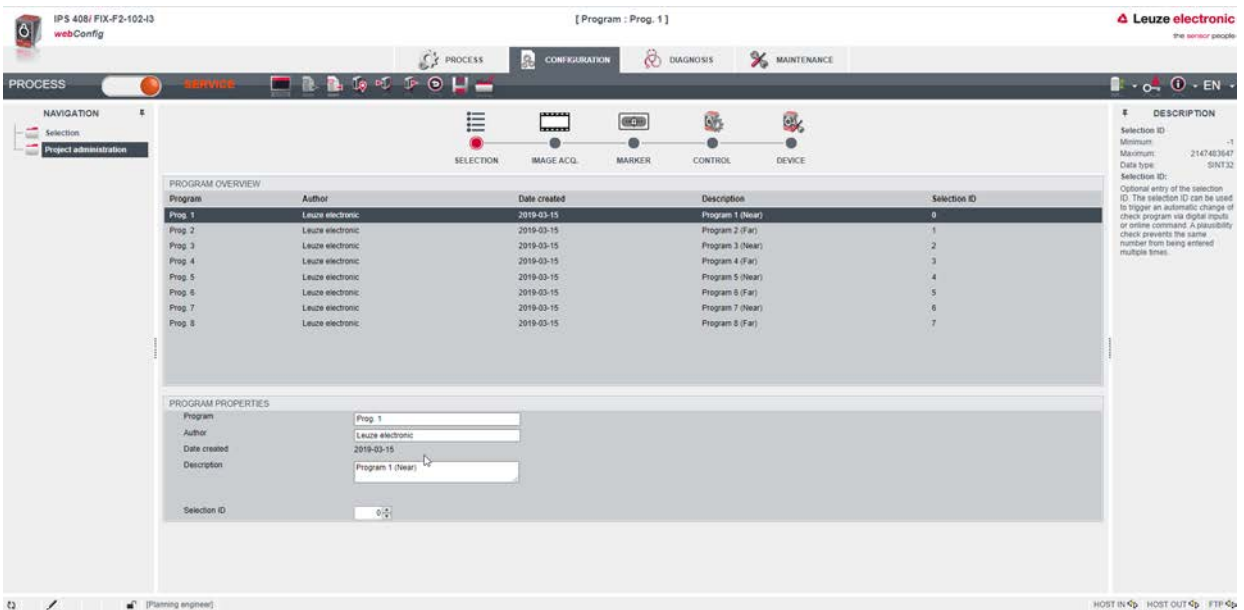 IPS 408i FIX-F2-102-I3
webConfig
[ Program : Prog. 1 ]
Leuze electronic
the sensor people
PROCESS
CONFIGURATION
DIAGNOSIS
MAINTENANCE
PROCESS
SERVICE
EN
NAVIGATION
Selection
Project administration
SELECTION
IMAGE ACQ.
MARKER
CONTROL
DEVICE
PROGRAM OVERVIEW
Program Author Date created Description Selection ID
Prog. 1 Leuze electronic 2019-03-15 Program 1 (Near) 0
Prog. 2 Leuze electronic 2019-03-15 Program 2 (Far) 1
Prog. 3 Leuze electronic 2019-03-15 Program 3 (Near) 2
Prog. 4 Leuze electronic 2019-03-15 Program 4 (Far) 3
Prog. 5 Leuze electronic 2019-03-15 Program 5 (Near) 4
Prog. 6 Leuze electronic 2019-03-15 Program 6 (Far) 5
Prog. 7 Leuze electronic 2019-03-15 Program 7 (Near) 6
Prog. 8 Leuze electronic 2019-03-15 Program 8 (Far) 7
PROGRAM PROPERTIES
Program Prog. 1
Author Leuze electronic
Date created 2019-03-15
Description Program 1 (Near)
Selection ID 0
DESCRIPTION
Selection ID
Minimum: -1
Maximum: 2147483647
Data type: SINT32
Selection ID:
Optional entry of the selection
ID. The selection ID can be used
to trigger an automatic change of
check program via digital inputs
or online command. A plausibility
check prevents the same
number from being entered
multiple times.
[Planning engineer]
HOST IN HOST OUT FTP